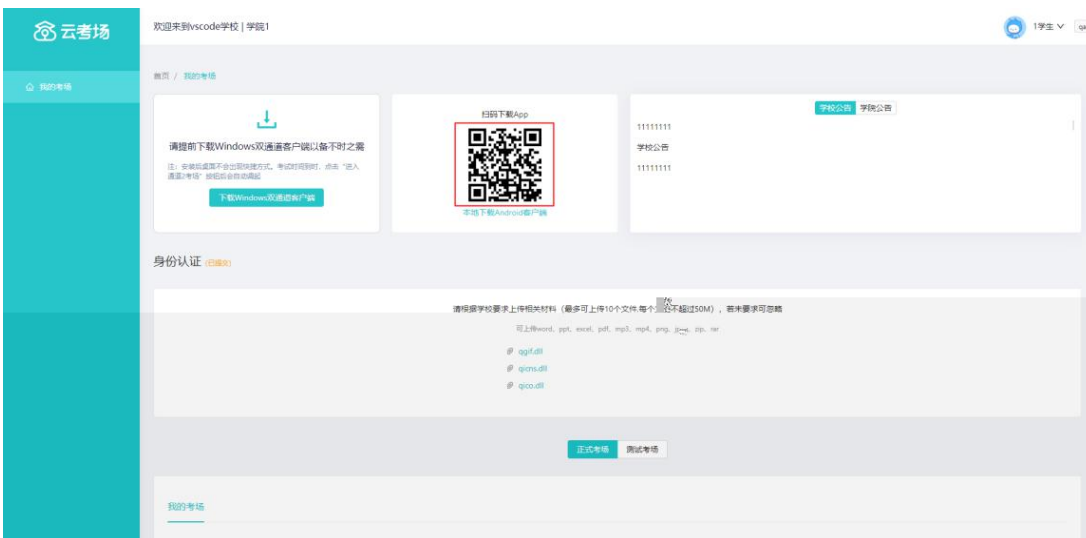 云考场
欢迎来到vscode学校 | 学院1
1学生
我的考场
首页 / 我的考场
请提前下载Windows双通道客户端以备不时之需
注:安装后桌面不会出现快捷方式。考试时间到时,点击“进入
通道2考场”按钮后会自动调起
下载Windows双通道客户端
扫码下载App
本地下载Android客户端
学校公告 学院公告
11111111
学校公告
11111111
身份认证 (已提交)
请根据学校要求上传相关材料(最多可上传10个文件,每个 不超过50M),若未要求可忽略
可上传word、ppt、excel、pdf、mp3、mp4、png、jpeg、zip、rar
qgif.dll
qicns.dll
qico.dll
正式考场 测试考场
我的考场